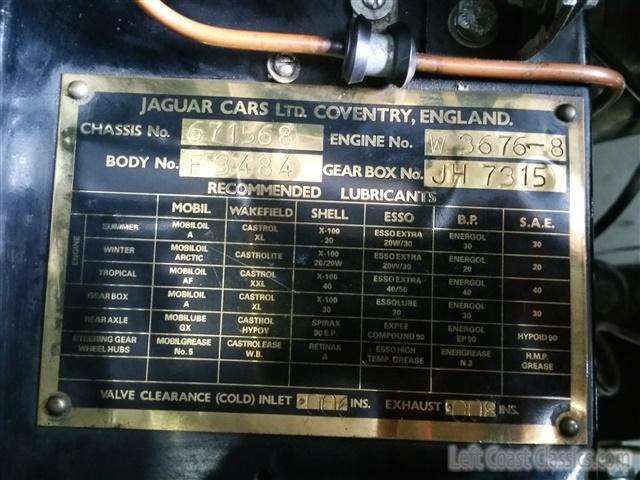 JAGUAR CARS LTD. COVENTRY, ENGLAND.
CHASSIS No. 671568 ENGINE No. W 3676-8
BODY No. F 3484 GEAR BOX No. JH 7315
RECOMMENDED LUBRICANTS
MOBIL WAKEFIELD SHELL ESSO B.P. S.A.E.
ENGINE
SUMMER MOBILOIL A CASTROL XL X-100 20 ESSO EXTRA 20W/30 ENERGOL 30 30
WINTER MOBILOIL ARCTIC CASTROLITE X-100 20/20W ESSO EXTRA 20W/30 ENERGOL 20 20
TROPICAL MOBILOIL AF CASTROL XXL X-100 40 ESSO EXTRA 40/50 ENERGOL 40 40
GEAR BOX MOBILOIL A CASTROL XL X-100 30 ESSOLUBE 30 ENERGOL 30 30
REAR AXLE MOBILUBE GX CASTROL HYPOY SPIRAX 90 E.P. EXPEE COMPOUND 90 ENERGOL EP 90 HYPOID 90
STEERING GEAR WHEEL HUBS MOBILGREASE No. 5 CASTROLEASE W.B. RETINAX A ESSO HIGH TEMP. GREASE ENERGREASE N.3 H.M.P. GREASE
VALVE CLEARANCE (COLD) INLET INS. EXHAUST .008 INS.
Left Coast Classics.com